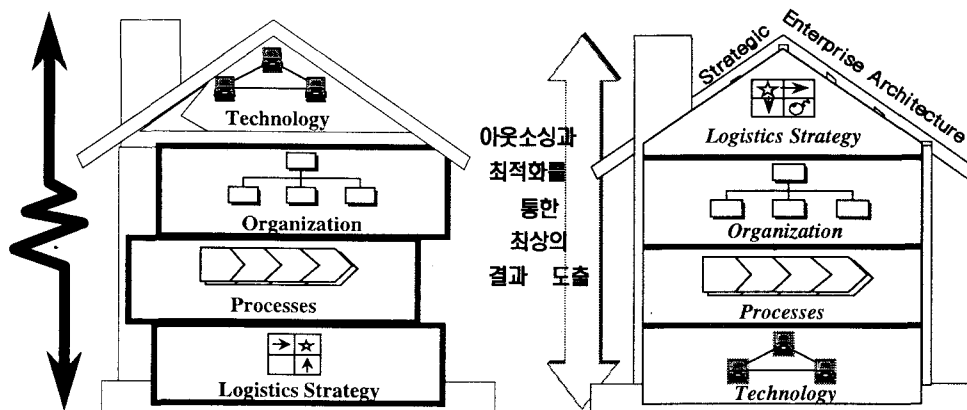 Technology
Organization
Processes
Logistics Strategy
아웃소싱과
최적화를
통한
최상의
결과 도출
Strategic Enterprise Architecture
Logistics Strategy
Organization
Processes
Technology